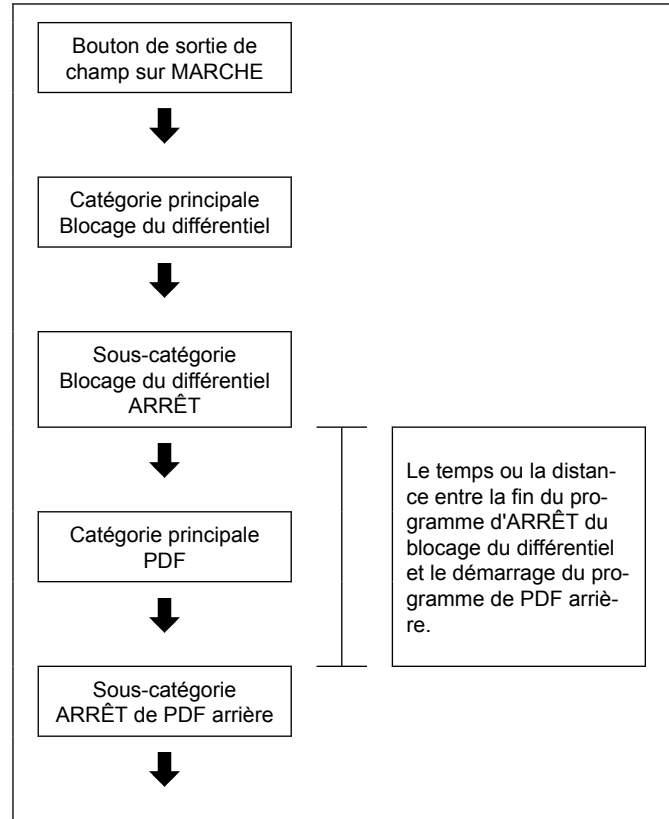 Bouton de sortie de
champ sur MARCHE
Catégorie principale
Blocage du différentiel
Sous-catégorie
Blocage du différentiel
ARRÊT
Catégorie principale
PDF
Sous-catégorie
ARRÊT de PDF arrière
Le temps ou la distan-
ce entre la fin du pro-
gramme d'ARRÊT du
blocage du différentiel
et le démarrage du pro-
gramme de PDF arriè-
re.